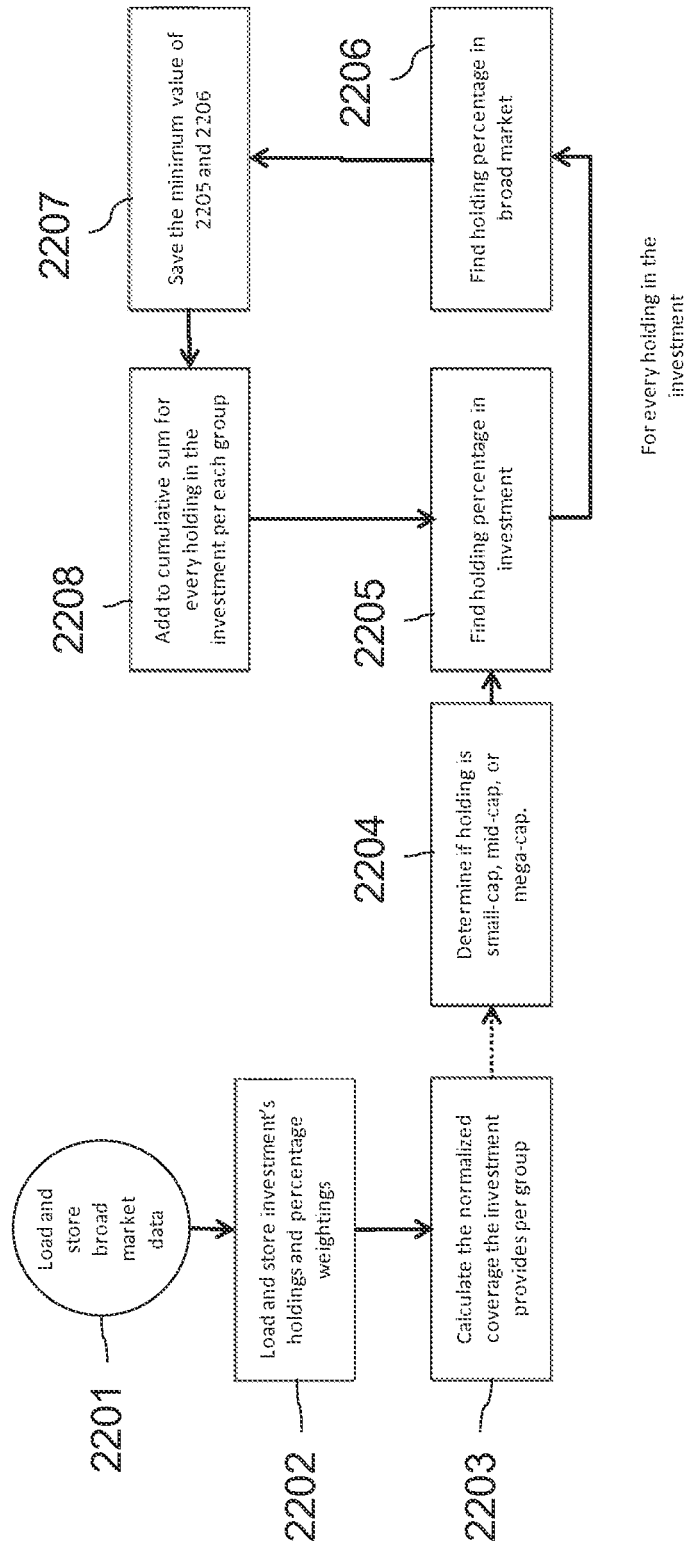 2201
Load and
store
broad
market
data
2202
Load and store investment's
holdings and percentage
weightings
2203
Calculate the normalized
coverage the investment
provides per group
2204
Determine if holding is
small-cap, mid-cap, or
mega-cap.
2205
Find holding percentage in
investment
For every holding in the
investment
2206
Find holding percentage in
broad market
2207
Save the minimum value of
2205 and 2206
2208
Add to cumulative sum for
every holding in the
investment per each group